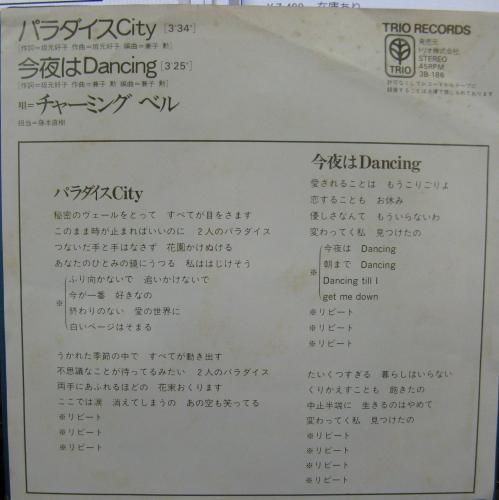 在庫あり
パラダイスCity [3'34"]
[作詞=坂元好子 作曲=坂元好子 編曲=兼子 勲]
今夜はDancing [3'25"]
[作詞=坂元好子 作曲=兼子 勲 編曲=兼子 勲]
唄=チャーミング ベル
担当=藤本直樹
TRIO RECORDS
TRIO
発売元
トリオ株式会社
STEREO
45RPM
3B-186
パラダイスCity
秘密のヴェールをとって すべてが目をさます
このまま時が止まればいいのに 2人のパラダイス
つないだ手と手はなさず 花園かけぬける
あなたのひとみの鏡にうつる 私ははじけそう
※
ふり向かないで 追いかけないで
今が一番 好きなの
終わりのない 愛の世界に
白いページはそまる
うかれた季節の中で すべてが動き出す
不思議なことが待ってるみたい 2人のパラダイス
両手にあふれるほどの 花束おくります
ここでは涙 消えてしまうの あの空も笑ってる
※リピート
※リピート
※リピート
今夜はDancing
愛されることは もうこりごりよ
恋することも お休み
優しさなんて もういらないわ
変わってく私 見つけたの
※
今夜は Dancing
朝まで Dancing
Dancing till I
get me down
※リピート
※リピート
※リピート
たいくつすぎる 暮らしはいらない
くりかえすことも 飽きたの
中止半端に 生きるのはやめて
変わってく私 見つけたの
※リピート
※リピート
※リピート
※リピート